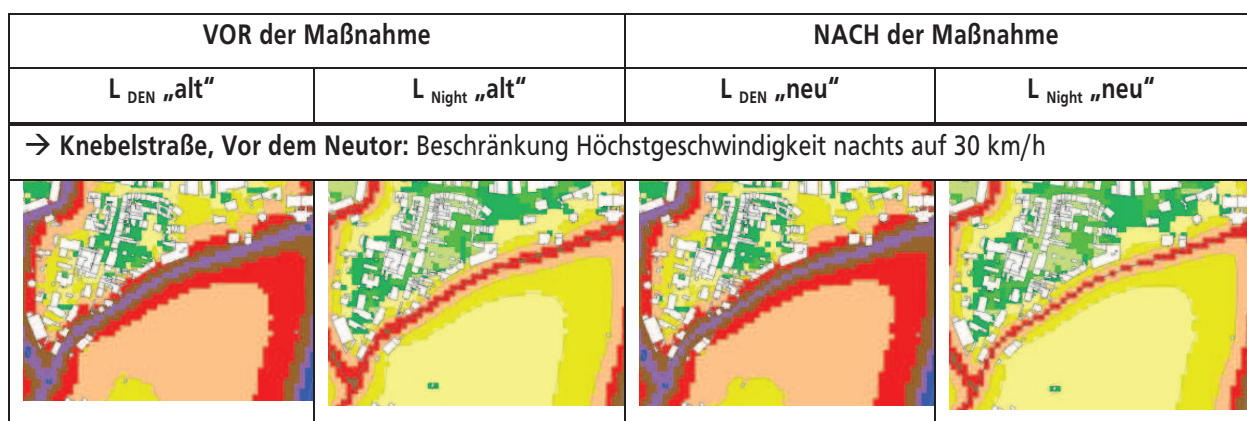 VOR der Maßnahme
NACH der Maßnahme
L DEN „alt“
L Night „alt“
L DEN „neu“
L Night „neu“
→ Knebelstraße, Vor dem Neutor: Beschränkung Höchstgeschwindigkeit nachts auf 30 km/h